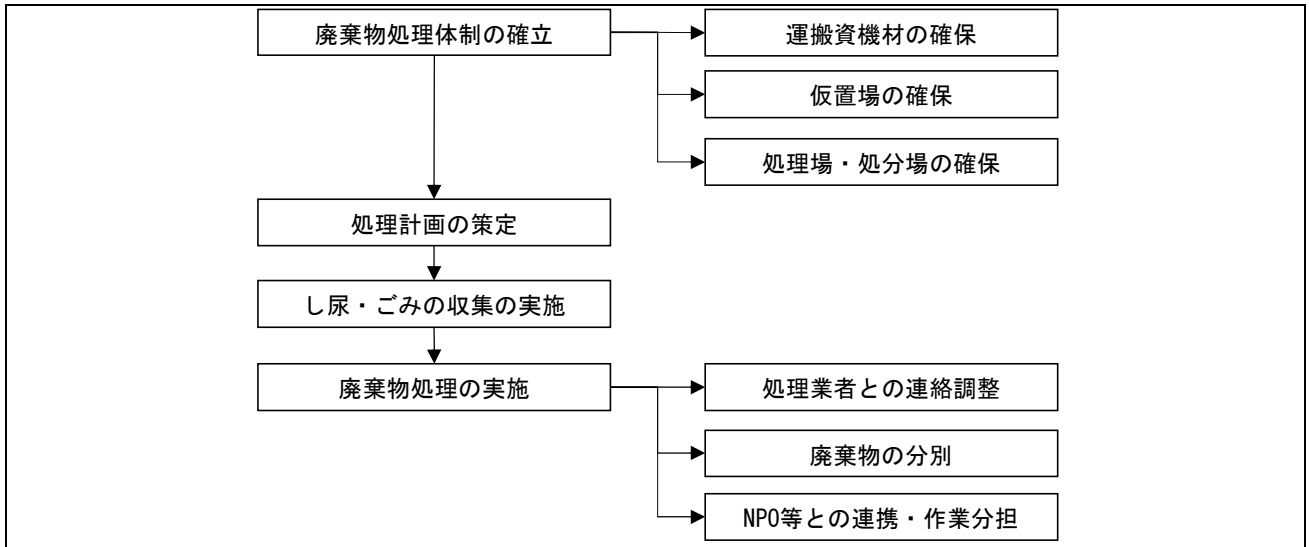 廃棄物処理体制の確立
運搬資機材の確保
仮置場の確保
処理場・処分場の確保
処理計画の策定
し尿・ごみの収集の実施
廃棄物処理の実施
処理業者との連絡調整
廃棄物の分別
NPO等との連携・作業分担